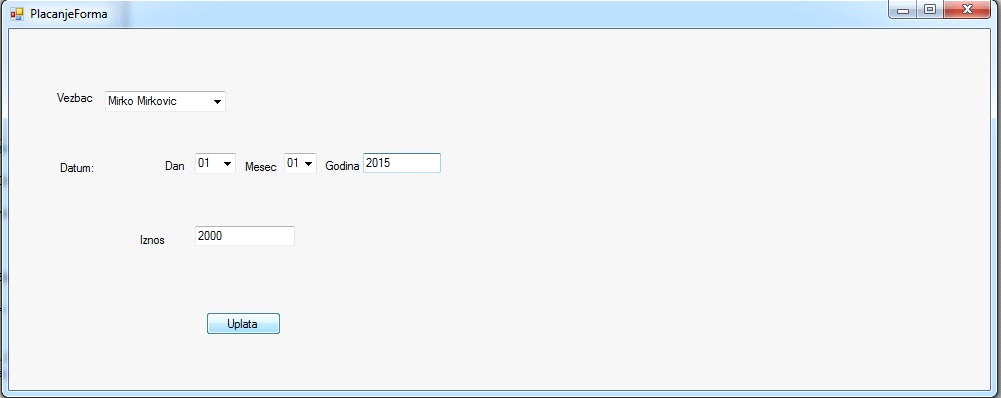 PlacanjeForma
Vezbac Mirko Mirkovic
Datum: Dan 01 Mesec 01 Godina 2015
Iznos 2000
Uplata